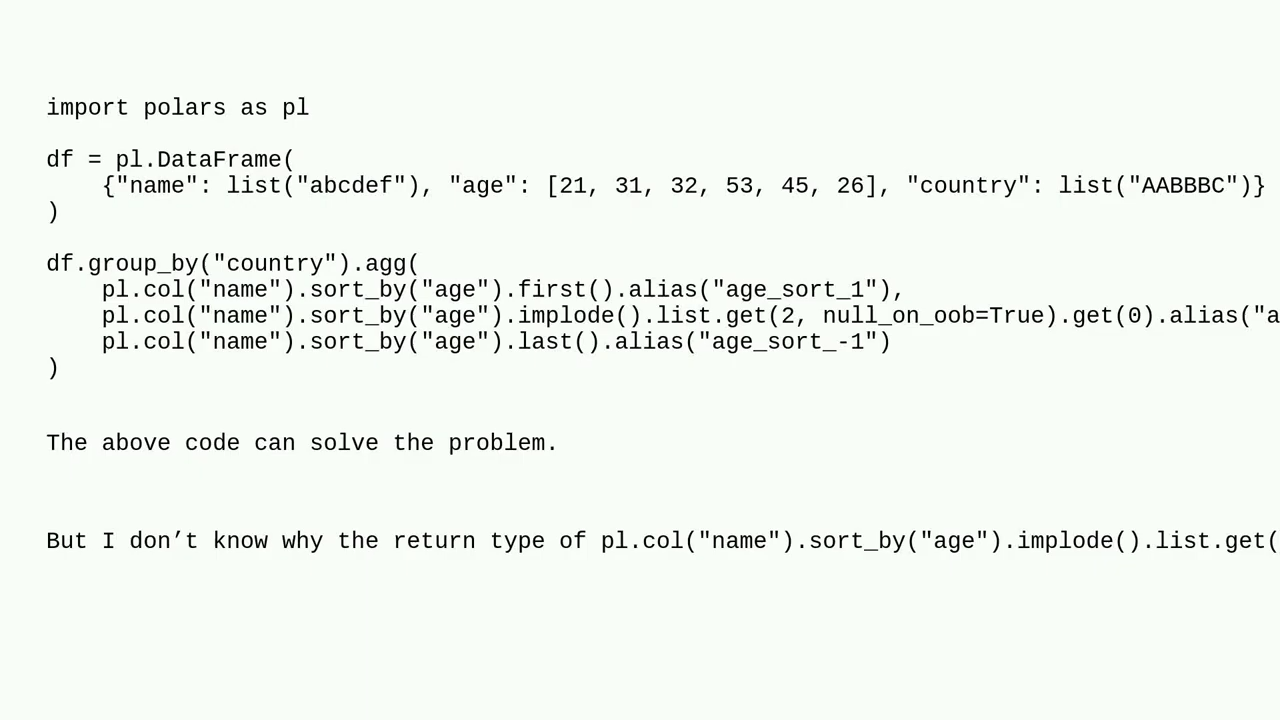 import polars as pl
df = pl.DataFrame(
    {"name": list("abcdef"), "age": [21, 31, 32, 53, 45, 26], "country": list("AABBBC")}
)
df.group_by("country").agg(
    pl.col("name").sort_by("age").first().alias("age_sort_1"),
    pl.col("name").sort_by("age").implode().list.get(2, null_on_oob=True).get(0).alias("a
    pl.col("name").sort_by("age").last().alias("age_sort_-1")
)
The above code can solve the problem.
But I don’t know why the return type of pl.col("name").sort_by("age").implode().list.get(